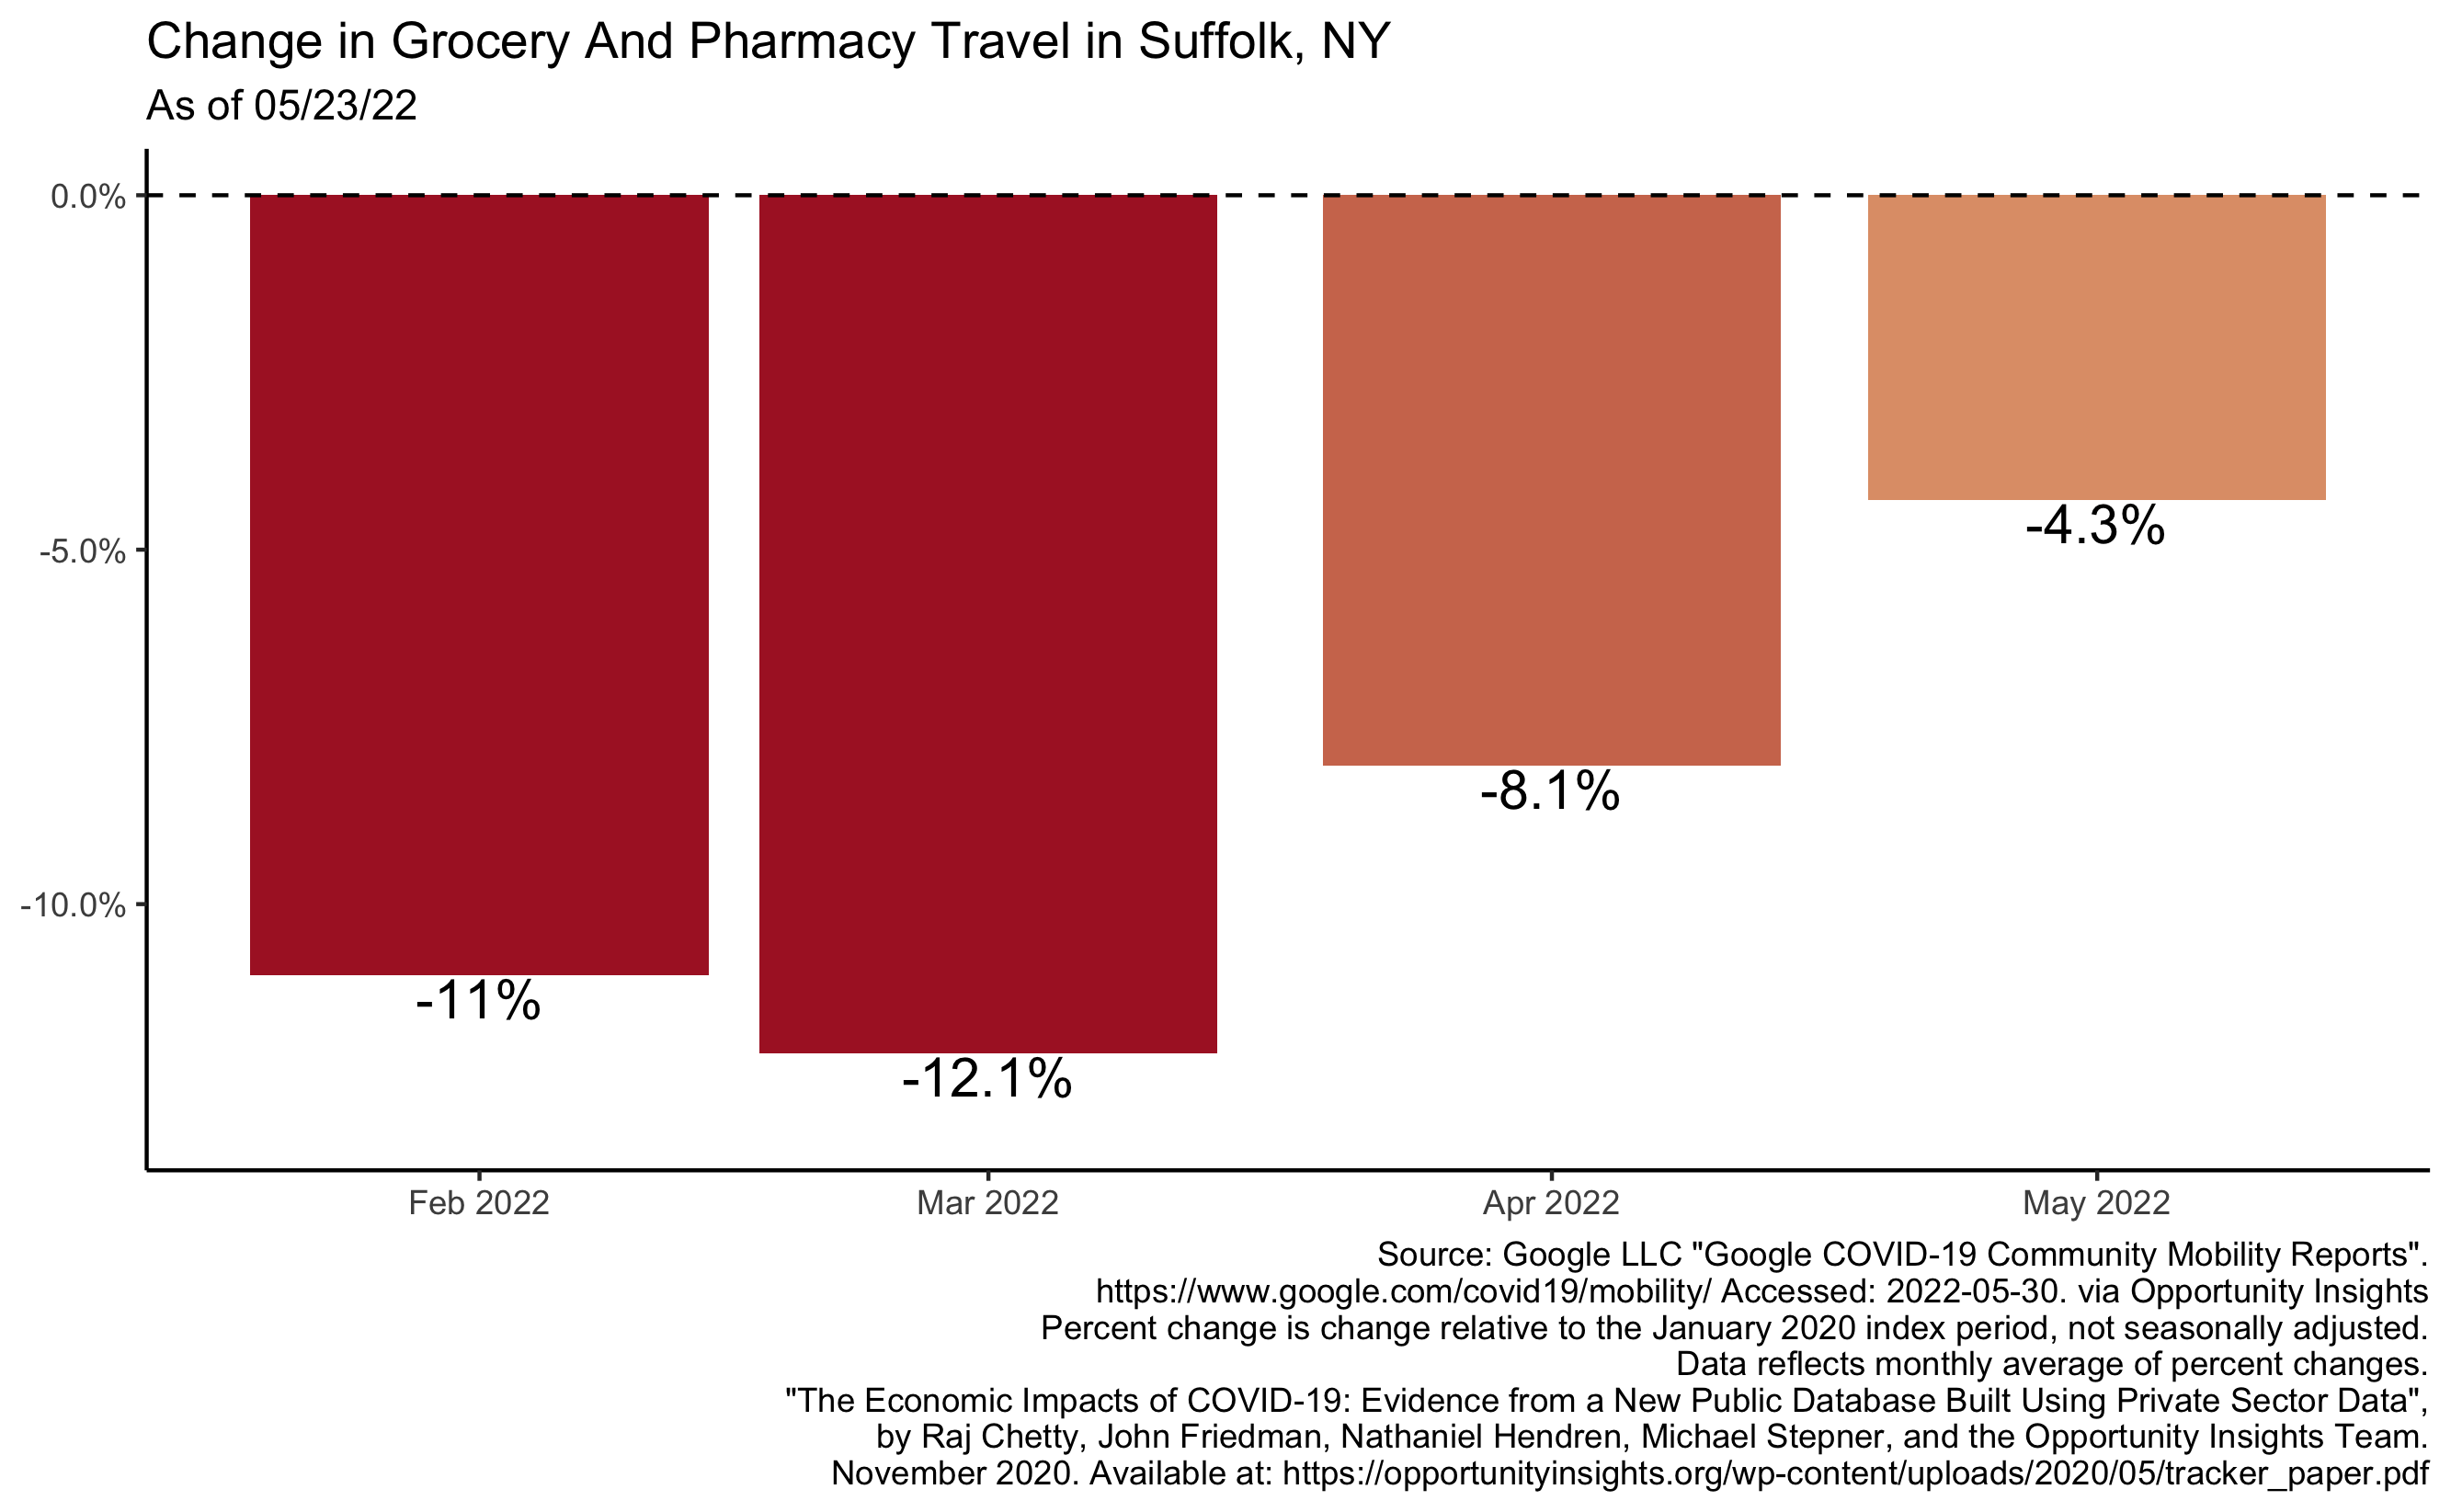 Change in Grocery And Pharmacy Travel in Suffolk, NY
As of 05/23/22
0.0%
-5.0%
-10.0%
-11%
-12.1%
-8.1%
-4.3%
Feb 2022
Mar 2022
Apr 2022
May 2022
Source: Google LLC "Google COVID-19 Community Mobility Reports".
https://www.google.com/covid19/mobility/ Accessed: 2022-05-30. via Opportunity Insights
Percent change is change relative to the January 2020 index period, not seasonally adjusted.
Data reflects monthly average of percent changes.
"The Economic Impacts of COVID-19: Evidence from a New Public Database Built Using Private Sector Data",
by Raj Chetty, John Friedman, Nathaniel Hendren, Michael Stepner, and the Opportunity Insights Team.
November 2020. Available at: https://opportunityinsights.org/wp-content/uploads/2020/05/tracker_paper.pdf